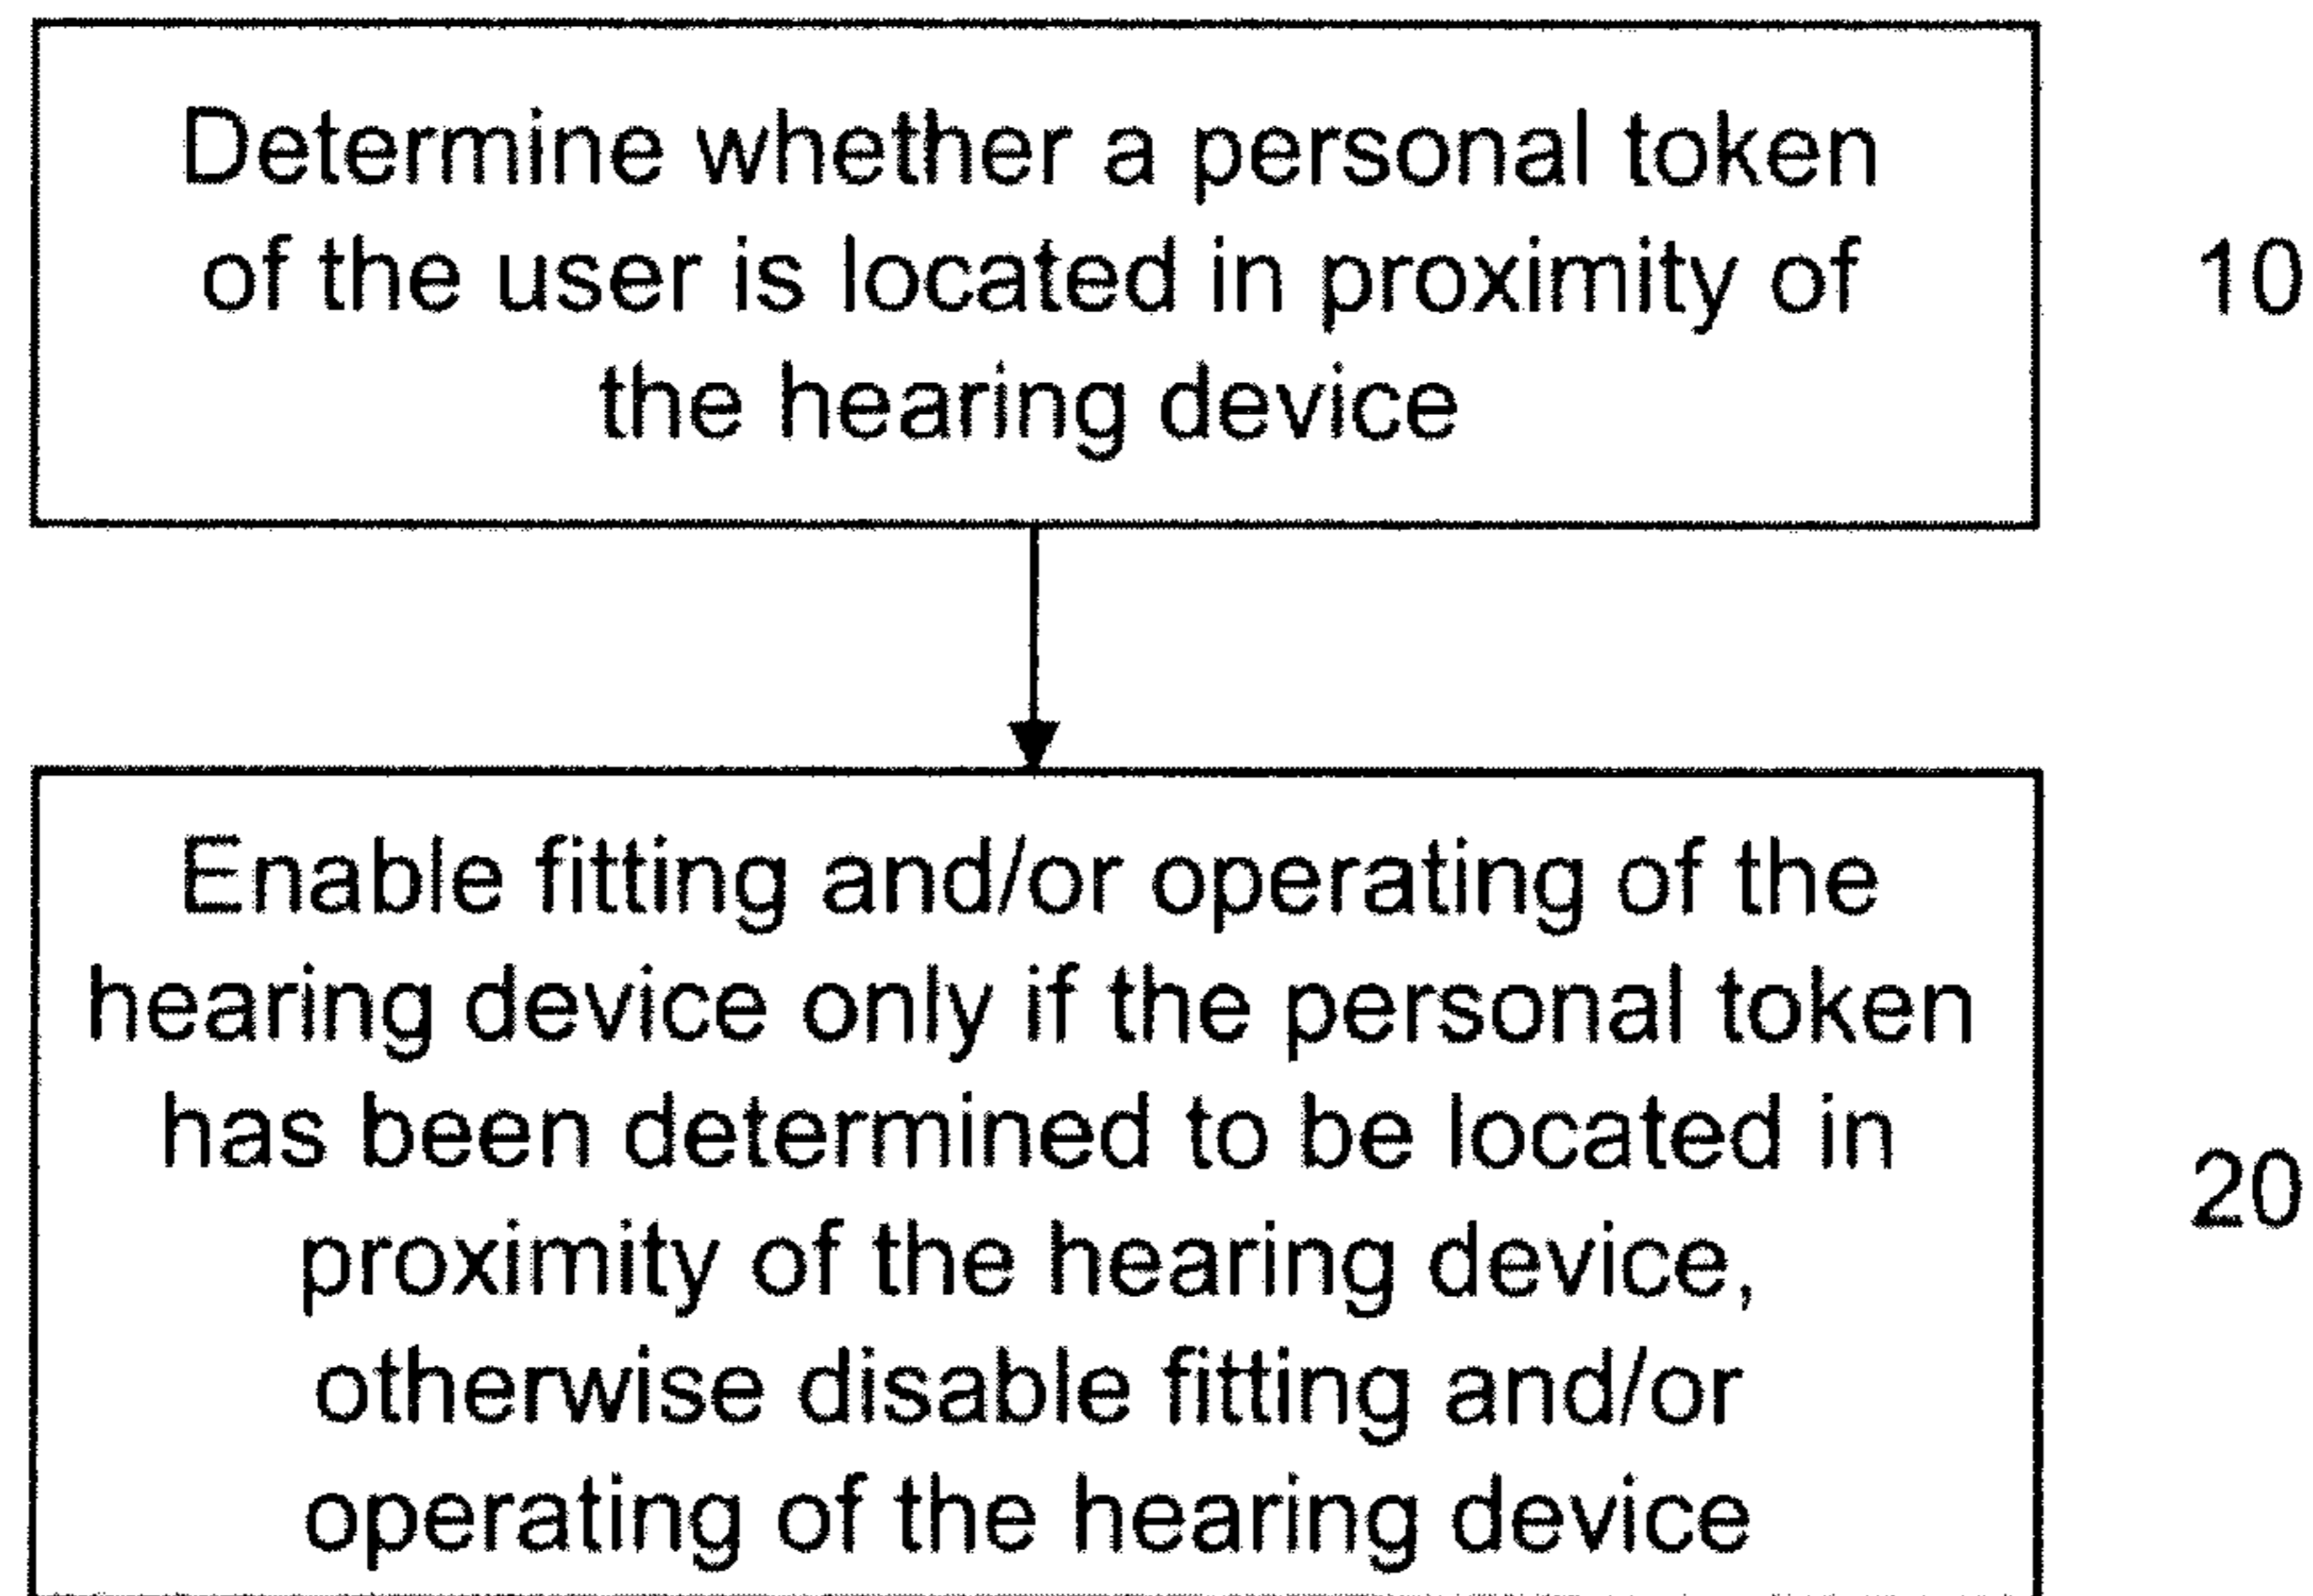 Determine whether a personal token
of the user is located in proximity of
the hearing device
10
Enable fitting and/or operating of the
hearing device only if the personal token
has been determined to be located in
proximity of the hearing device,
otherwise disable fitting and/or
operating of the hearing device
20